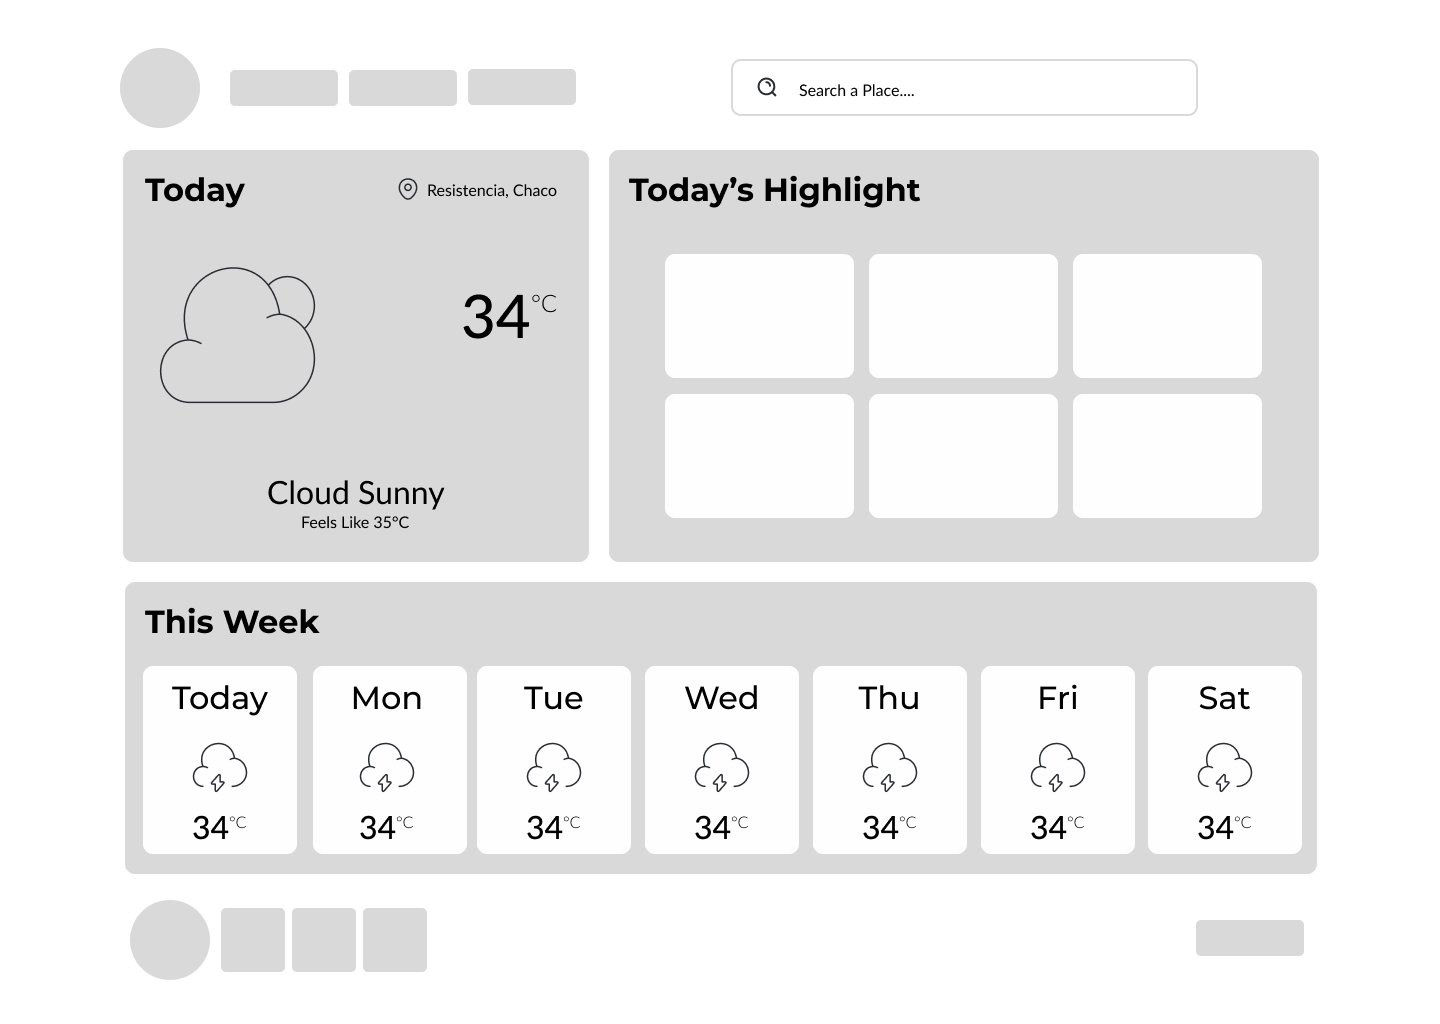 Search a Place....
Today
Resistencia, Chaco
34°C
Cloud Sunny
Feels Like 35°C
Today’s Highlight
This Week
Today
34°C
Mon
34°C
Tue
34°C
Wed
34°C
Thu
34°C
Fri
34°C
Sat
34°C